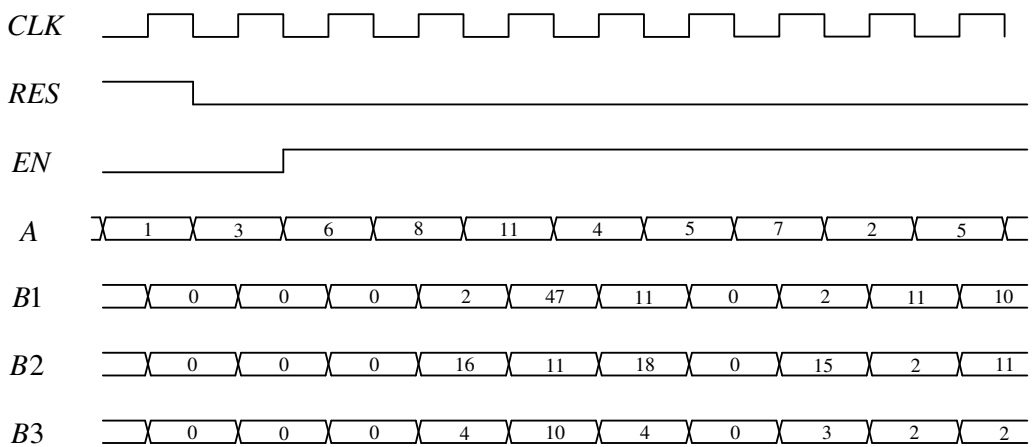 CLK
RES
EN
A 1 3 6 8 11 4 5 7 2 5
B1 0 0 0 2 47 11 0 2 11 10
B2 0 0 0 16 11 18 0 15 2 11
B3 0 0 0 4 10 4 0 3 2 2